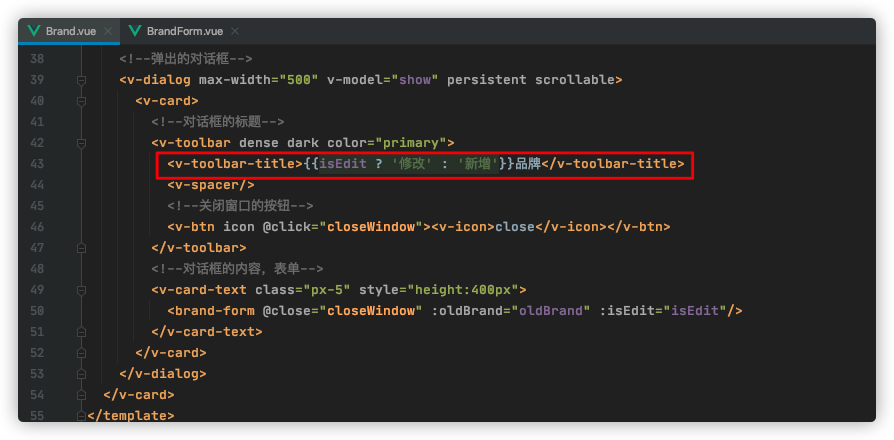 Brand.vue BrandForm.vue
38 <!--弹出的对话框-->
39 <v-dialog max-width="500" v-model="show" persistent scrollable>
40 <v-card>
41 <!--对话框的标题-->
42 <v-toolbar dense dark color="primary">
43 <v-toolbar-title>{{isEdit ? '修改' : '新增'}}品牌</v-toolbar-title>
44 <v-spacer/>
45 <!--关闭窗口的按钮-->
46 <v-btn icon @click="closeWindow"><v-icon>close</v-icon></v-btn>
47 </v-toolbar>
48 <!--对话框的内容，表单-->
49 <v-card-text class="px-5" style="height:400px">
50 <brand-form @close="closeWindow" :oldBrand="oldBrand" :isEdit="isEdit"/>
51 </v-card-text>
52 </v-card>
53 </v-dialog>
54 </v-card>
55 </template>